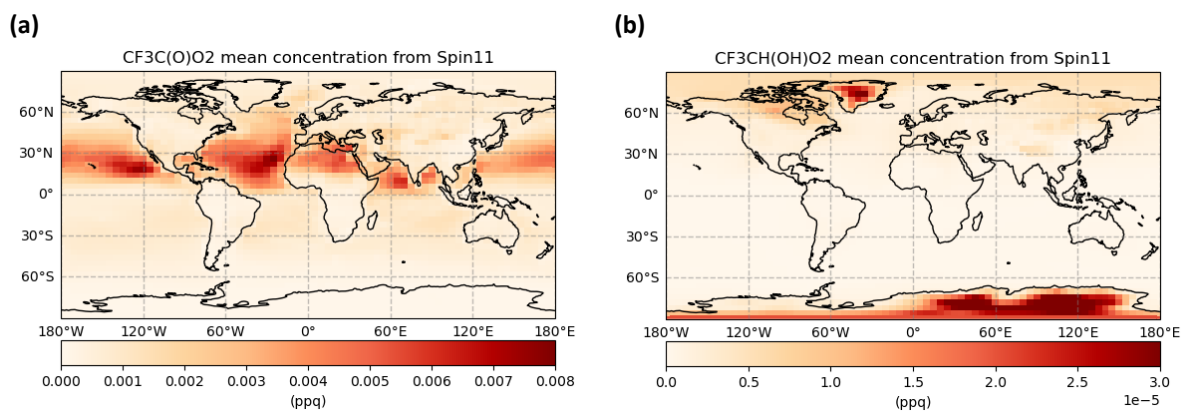 (a)
CF3C(O)O2 mean concentration from Spin11
60°N
30°N
0°
30°S
60°S
180°W 120°W 60°W 0° 60°E 120°E 180°E
0.000 0.001 0.002 0.003 0.004 0.005 0.006 0.007 0.008
(ppq)
(b)
CF3CH(OH)O2 mean concentration from Spin11
60°N
30°N
0°
30°S
60°S
180°W 120°W 60°W 0° 60°E 120°E 180°E
0.0 0.5 1.0 1.5 2.0 2.5 3.0
(ppq) 1e−5